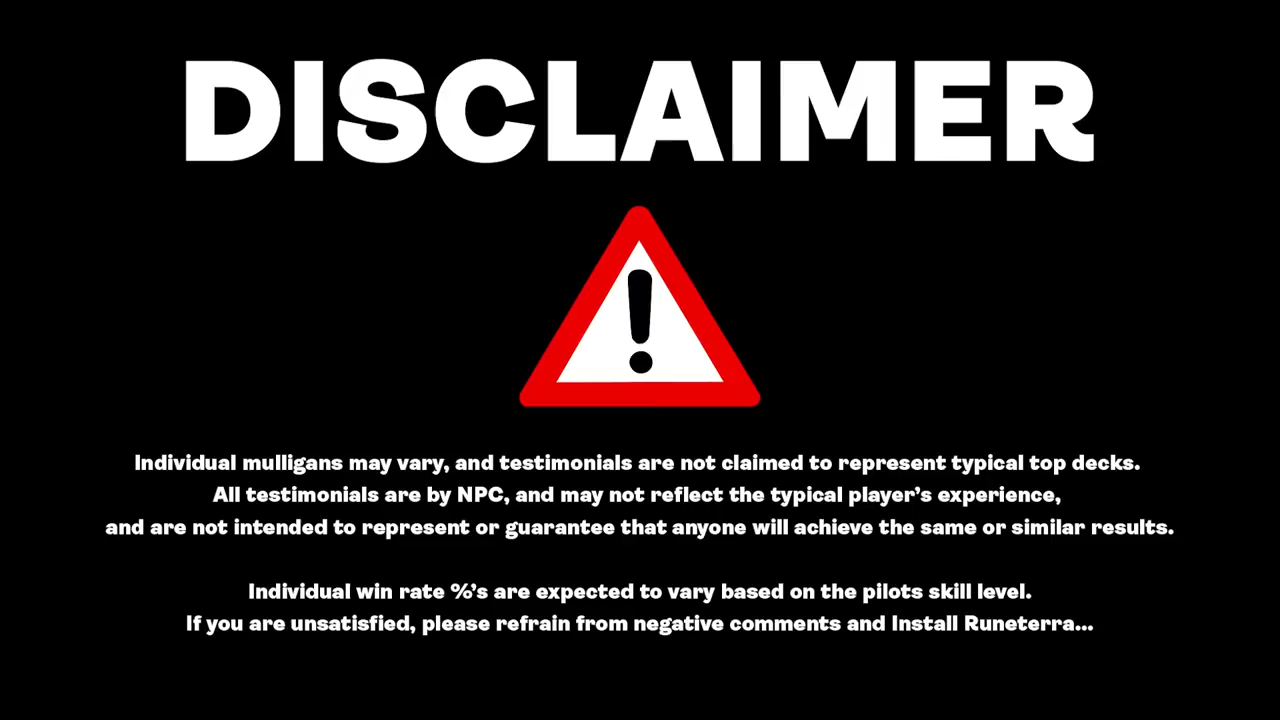 DISCLAIMER
Individual mulligans may vary, and testimonials are not claimed to represent typical top decks.
All testimonials are by NPC, and may not reflect the typical player's experience,
and are not intended to represent or guarantee that anyone will achieve the same or similar results.
Individual win rate %'s are expected to vary based on the pilots skill level.
If you are unsatisfied, please refrain from negative comments and Install Runeterra...